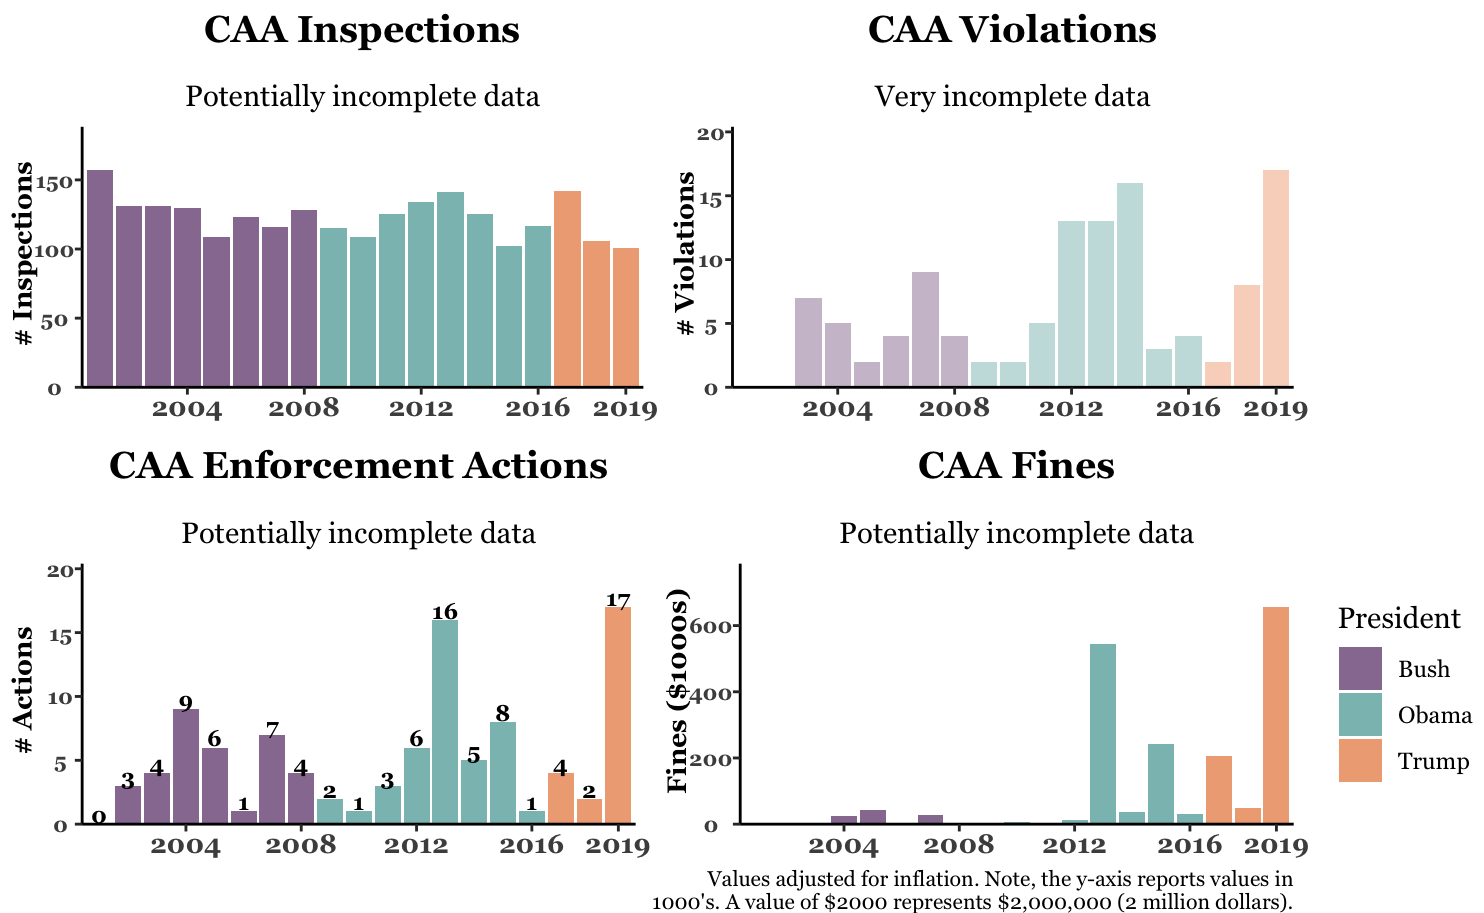 CAA Inspections
Potentially incomplete data
# Inspections
150
100
50
0
2004 2008 2012 2016 2019
CAA Violations
Very incomplete data
# Violations
20
15
10
5
0
2004 2008 2012 2016 2019
CAA Enforcement Actions
Potentially incomplete data
# Actions
20
15
10
5
0
0 3 4 9 6 1 7 4 2 1 3 6 16 5 8 1 4 2 17
2004 2008 2012 2016 2019
CAA Fines
Potentially incomplete data
Fines ($1000s)
600
400
200
0
2004 2008 2012 2016 2019
President
Bush
Obama
Trump
Values adjusted for inflation. Note, the y-axis reports values in
1000's. A value of $2000 represents $2,000,000 (2 million dollars).